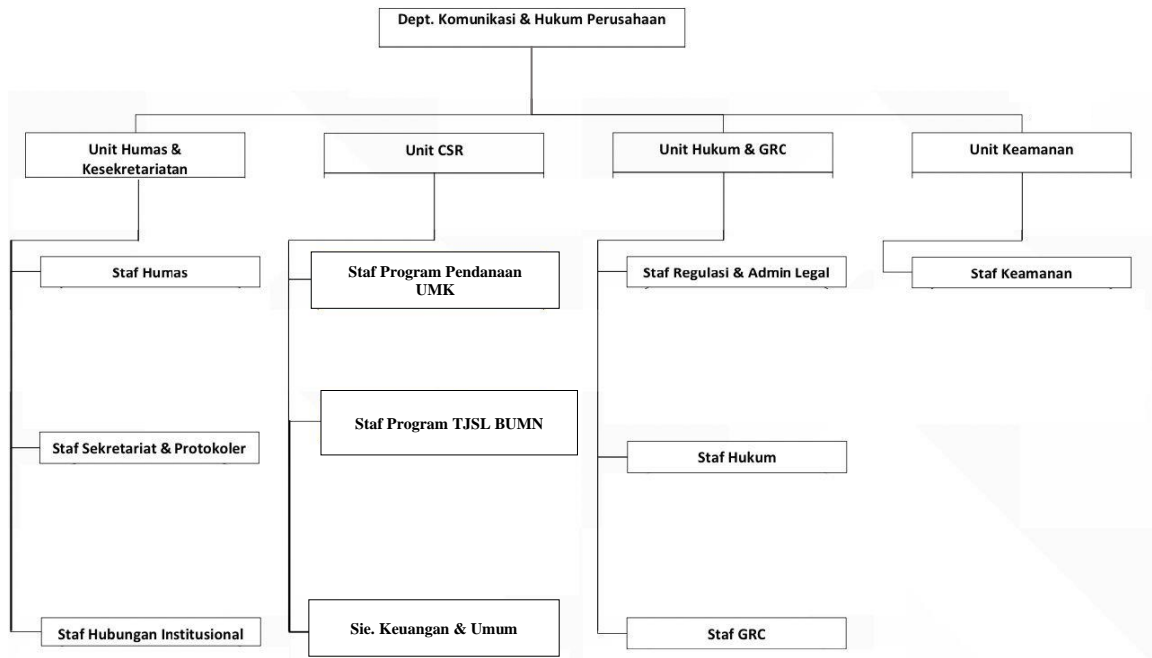 Dept. Komunikasi & Hukum Perusahaan
Unit Humas &
Kesekretariatan
Unit CSR
Unit Hukum & GRC
Unit Keamanan
Staf Humas
Staf Program Pendanaan
UMK
Staf Regulasi & Admin Legal
Staf Keamanan
Staf Sekretariat & Protokoler
Staf Program TJSL BUMN
Staf Hukum
Staf Hubungan Institusional
Sie. Keuangan & Umum
Staf GRC